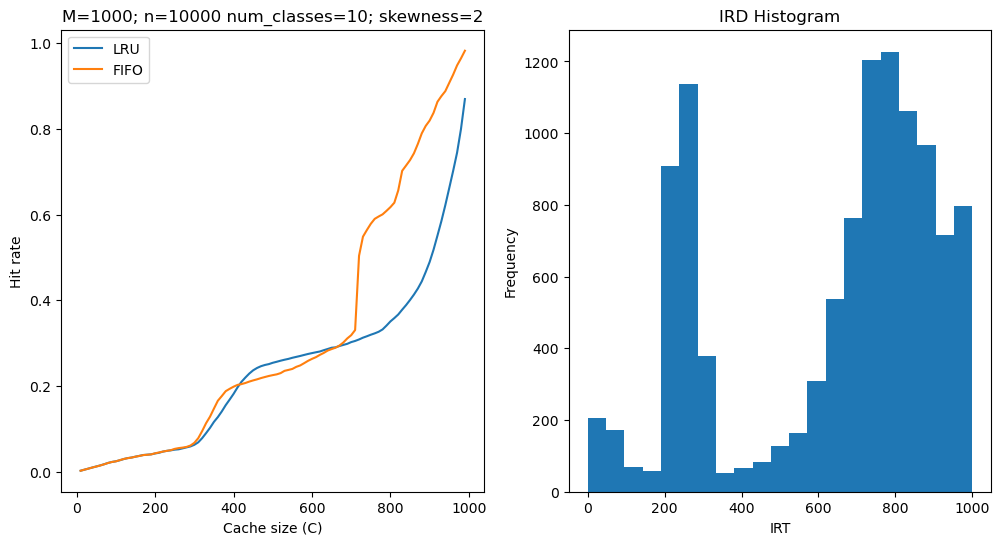 M=1000; n=10000 num_classes=10; skewness=2
LRU
FIFO
1.0
0.8
0.6
0.4
0.2
0.0
Hit rate
0 200 400 600 800 1000
Cache size (C)
IRD Histogram
1200
1000
800
600
400
200
0
Frequency
0 200 400 600 800 1000
IRT